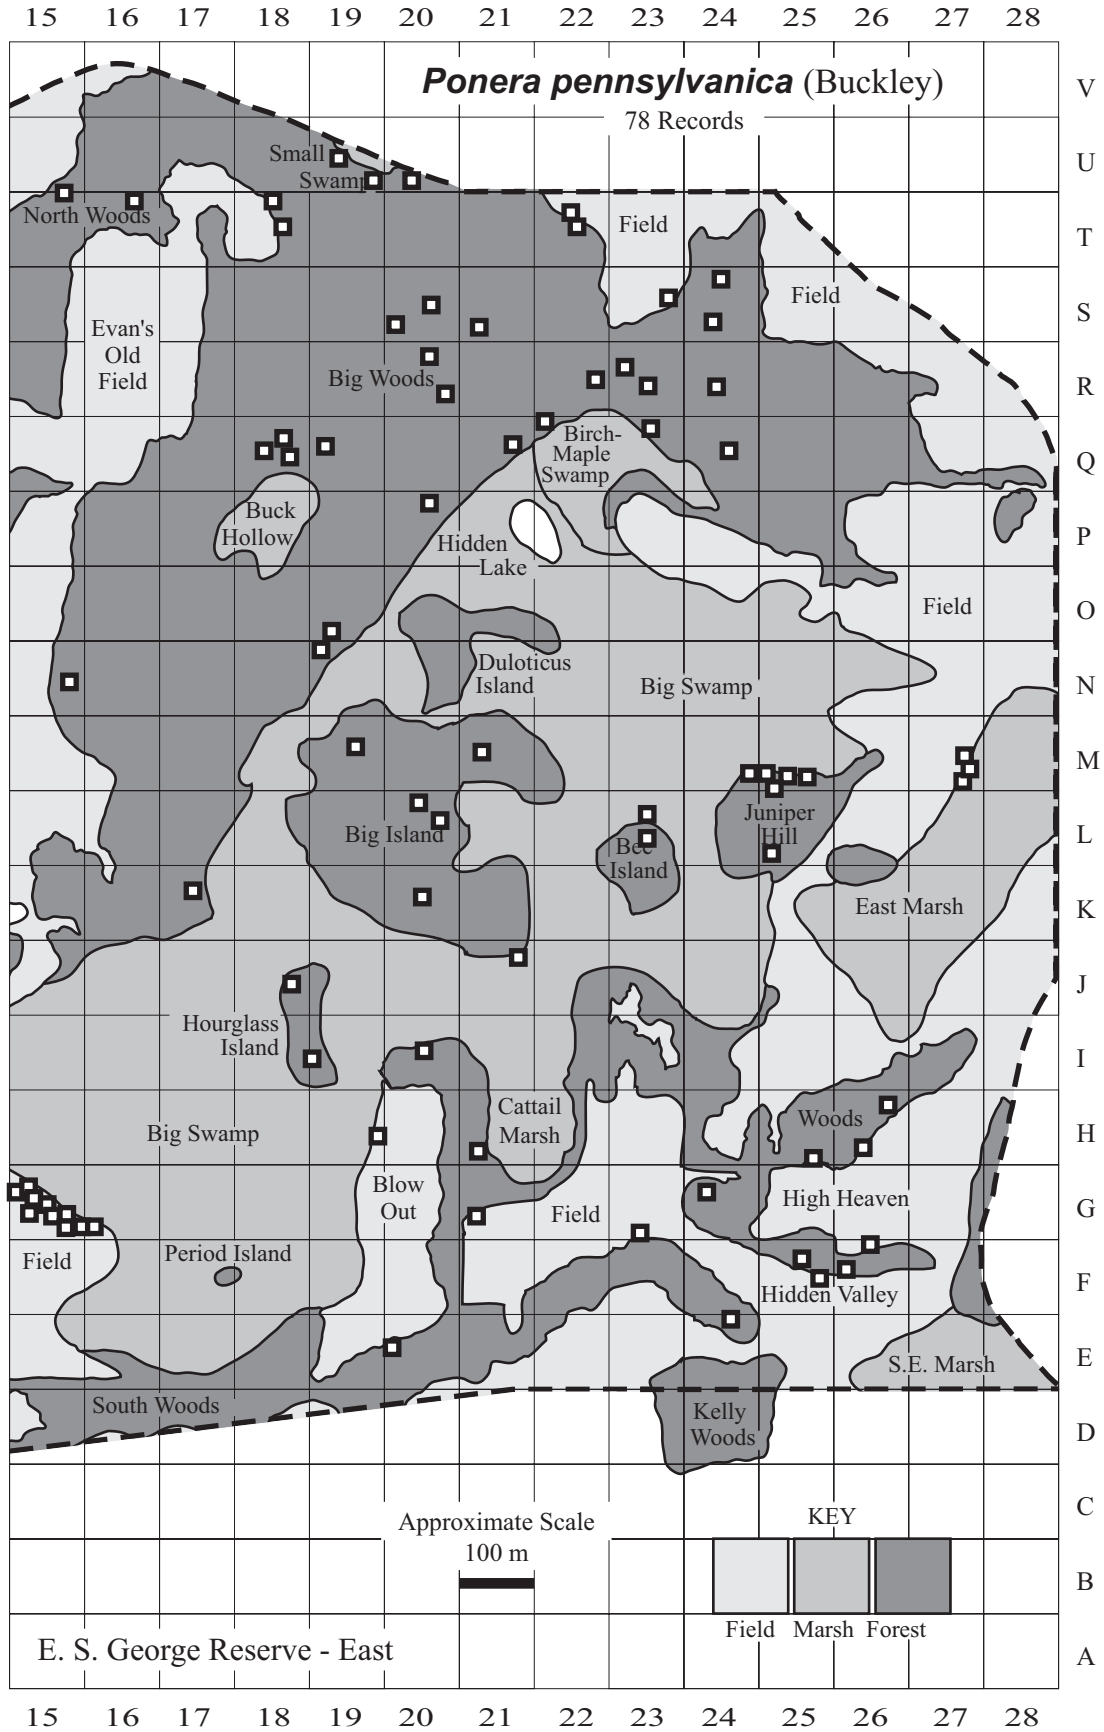 15 16 17 18 19 20 21 22 23 24 25 26 27 28
Ponera pennsylvanica (Buckley)
78 Records
V
U
T
S
R
Q
P
O
N
M
L
K
J
I
H
G
F
E
D
C
B
A
Small
Swamp
North Woods
Field
Field
Evan's
Old
Field
Big Woods
Birch-
Maple
Swamp
Buck
Hollow
Hidden
Lake
Field
Duloticus
Island
Big Swamp
Big Island
Juniper
Hill
Bee
Island
East Marsh
Hourglass
Island
Cattail
Marsh
Woods
Big Swamp
Blow
Out
Field
High Heaven
Field
Period Island
Hidden Valley
S.E. Marsh
South Woods
Kelly
Woods
Approximate Scale
100 m
KEY
Field Marsh Forest
E. S. George Reserve - East
15 16 17 18 19 20 21 22 23 24 25 26 27 28